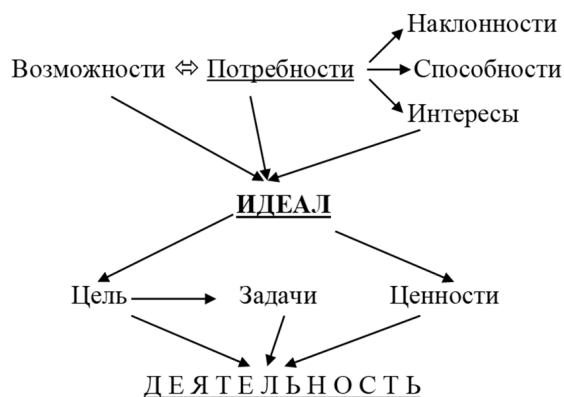 Наклонности
Возможности ⇔ Потребности
Способности
Интересы
ИДЕАЛ
Цель
Задачи
Ценности
Д Е Я Т Е Л Ь Н О С Т Ь